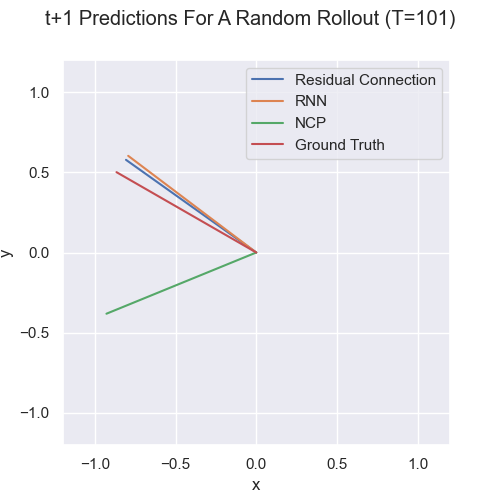 t+1 Predictions For A Random Rollout (T=101)
Residual Connection
RNN
NCP
Ground Truth
1.0
0.5
0.0
−0.5
−1.0
y
−1.0 −0.5 0.0 0.5 1.0
x